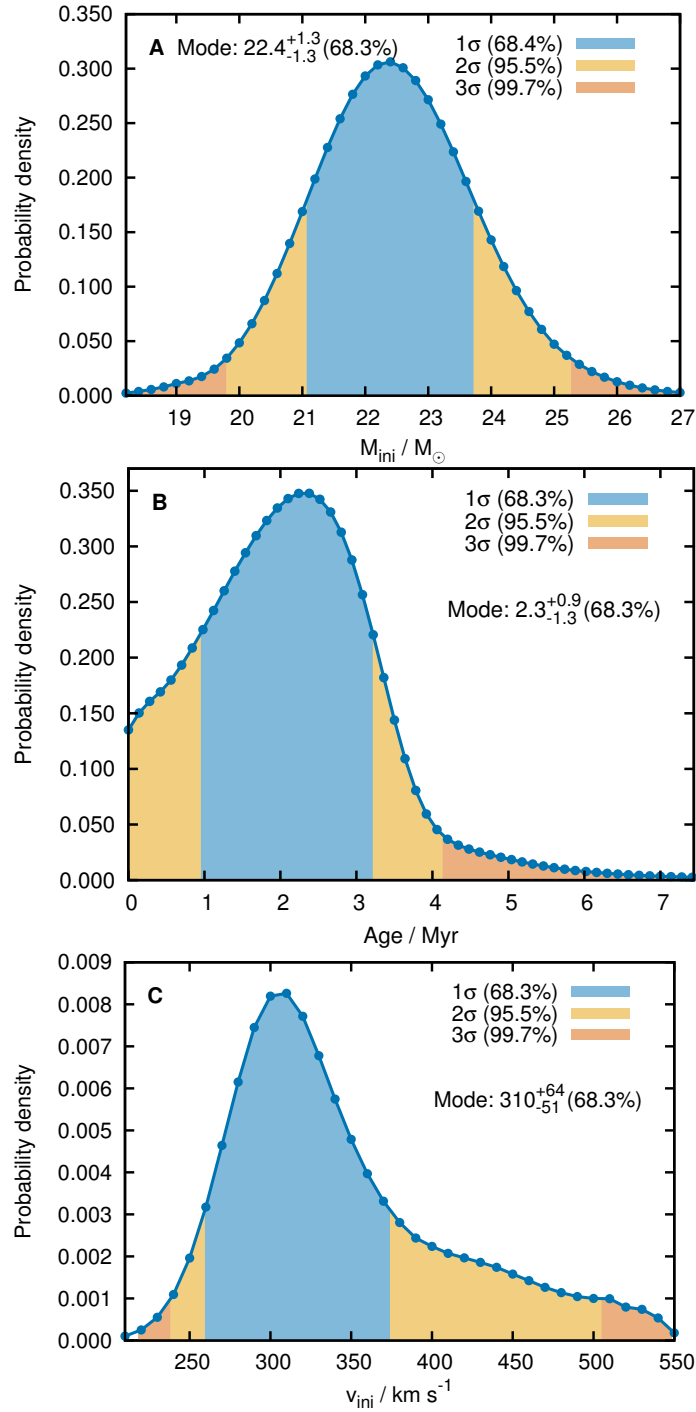 A Mode: 22.4 +1.3 -1.3 (68.3%)
1σ (68.4%)
2σ (95.5%)
3σ (99.7%)
Probability density
0.350
0.300
0.250
0.200
0.150
0.100
0.050
0.000
19 20 21 22 23 24 25 26 27
M_ini / M_⊙
B
1σ (68.3%)
2σ (95.5%)
3σ (99.7%)
Mode: 2.3 +0.9 -1.3 (68.3%)
Probability density
0.350
0.300
0.250
0.200
0.150
0.100
0.050
0.000
0 1 2 3 4 5 6 7
Age / Myr
C
1σ (68.3%)
2σ (95.5%)
3σ (99.7%)
Mode: 310 +64 -51 (68.3%)
Probability density
0.009
0.008
0.007
0.006
0.005
0.004
0.003
0.002
0.001
0.000
250 300 350 400 450 500 550
v_ini / km s⁻¹